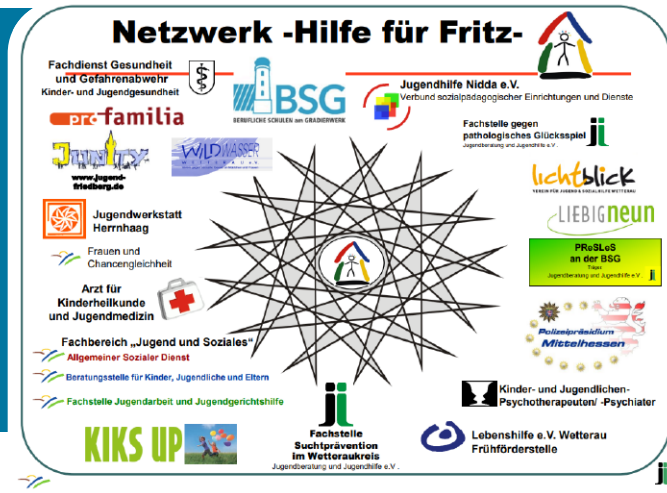 Netzwerk -Hilfe für Fritz-
Fachdienst Gesundheit
und Gefahrenabwehr
Kinder- und Jugendgesundheit
BSG
BERUFLICHE SCHULEN AM GRADIERWERK
Jugendhilfe Nidda e.V.
Verbund sozialpädagogischer Einrichtungen und Dienste
pro familia
Fachstelle gegen
pathologisches Glücksspiel
Jugendberatung und Jugendhilfe e.V.
JUNITY
www.jugend-
friedberg.de
WILDWASSER
WETTERAU
lichtblick
VEREIN FÜR JUGEND & SOZIALHILFE WETTERAU
LIEBIGneun
Jugendwerkstatt
Herrnhaag
PReSLeS
an der BSG
Träger
Jugendberatung und Jugendhilfe e.V.
Frauen und
Chancengleichheit
Arzt für
Kinderheilkunde
und Jugendmedizin
Polizeipräsidium
Mittelhessen
Fachbereich „Jugend und Soziales“
Allgemeiner Sozialer Dienst
Beratungsstelle für Kinder, Jugendliche und Eltern
Fachstelle Jugendarbeit und Jugendgerichtshilfe
Kinder- und Jugendlichen-
Psychotherapeuten/ -Psychiater
KIKS UP
Fachstelle
Suchtprävention
im Wetteraukreis
Jugendberatung und Jugendhilfe e.V.
Lebenshilfe e.V. Wetterau
Frühförderstelle